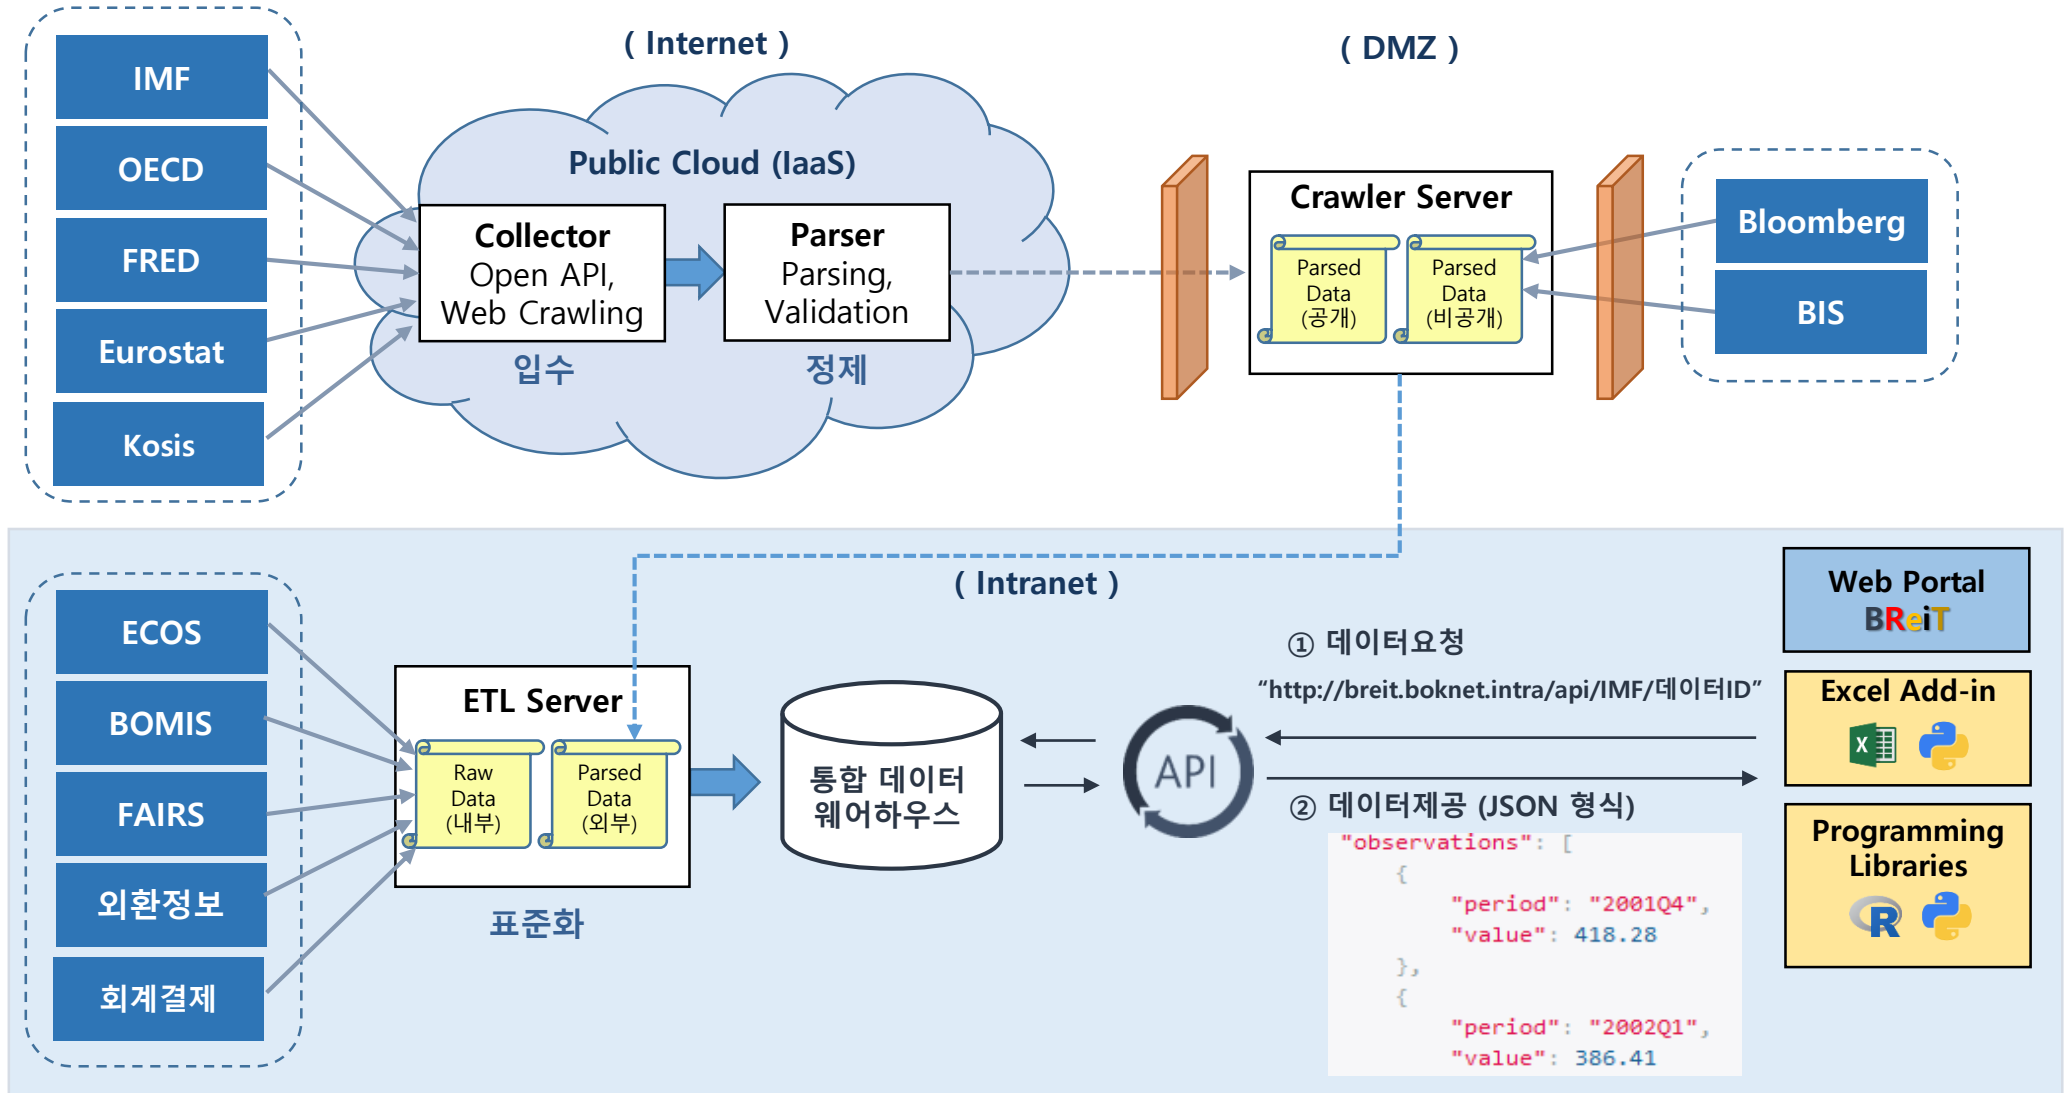 ( Internet )
( DMZ )
IMF
OECD
FRED
Eurostat
Kosis
Public Cloud (IaaS)
Collector
Open API,
Web Crawling
입수
Parser
Parsing,
Validation
정제
Crawler Server
Parsed
Data
(공개)
Parsed
Data
(비공개)
Bloomberg
BIS
( Intranet )
ECOS
BOMIS
FAIRS
외환정보
회계결제
ETL Server
Raw
Data
(내부)
Parsed
Data
(외부)
표준화
통합 데이터
웨어하우스
API
① 데이터요청
“http://breit.boknet.intra/api/IMF/데이터ID”
② 데이터제공 (JSON 형식)
"observations": [
{
"period": "2001Q4",
"value": 418.28
},
{
"period": "2002Q1",
"value": 386.41
Web Portal
BReiT
Excel Add-in
X
Programming
Libraries
R